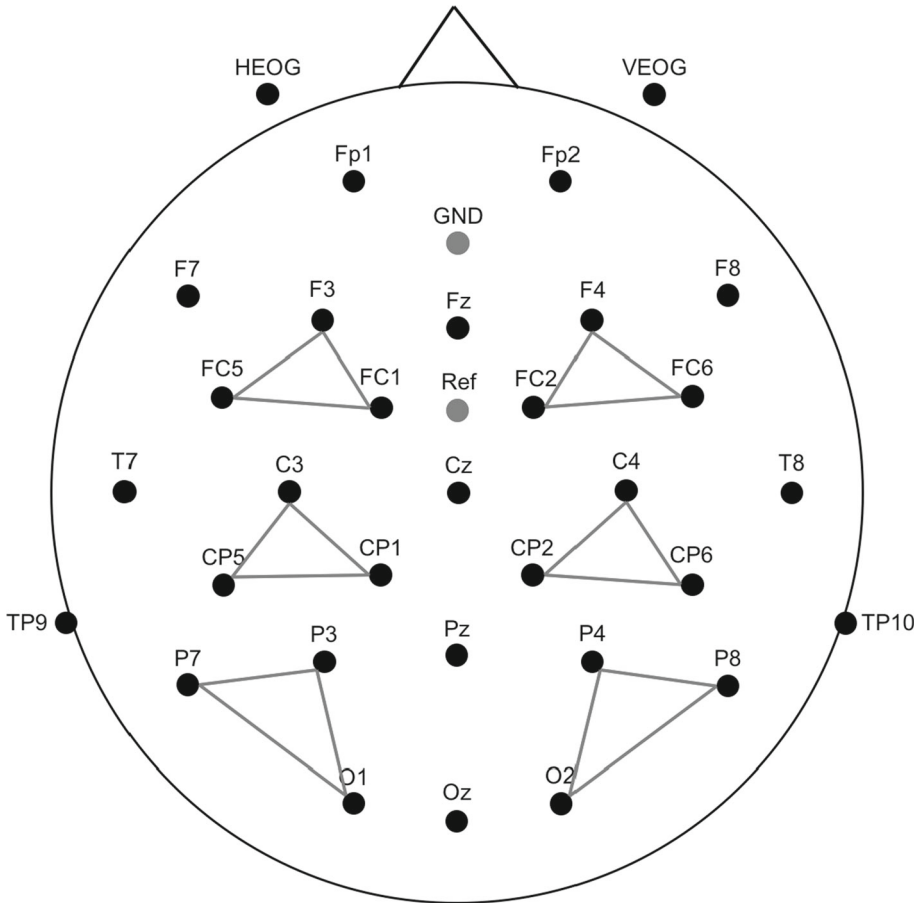 HEOG VEOG
Fp1 Fp2
GND
F7 F8
F3 Fz F4
FC5 FC1 Ref FC2 FC6
T7 C3 Cz C4 T8
CP5 CP1 CP2 CP6
TP9 TP10
P7 P3 Pz P4 P8
O1 Oz O2